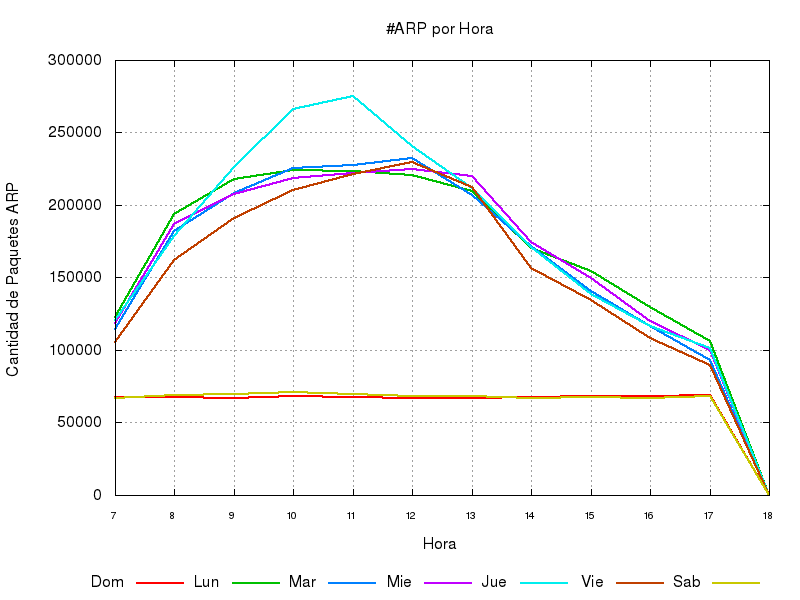 #ARP por Hora
300000
250000
200000
150000
100000
50000
0
Cantidad de Paquetes ARP
7 8 9 10 11 12 13 14 15 16 17 18
Hora
Dom Lun Mar Mie Jue Vie Sab